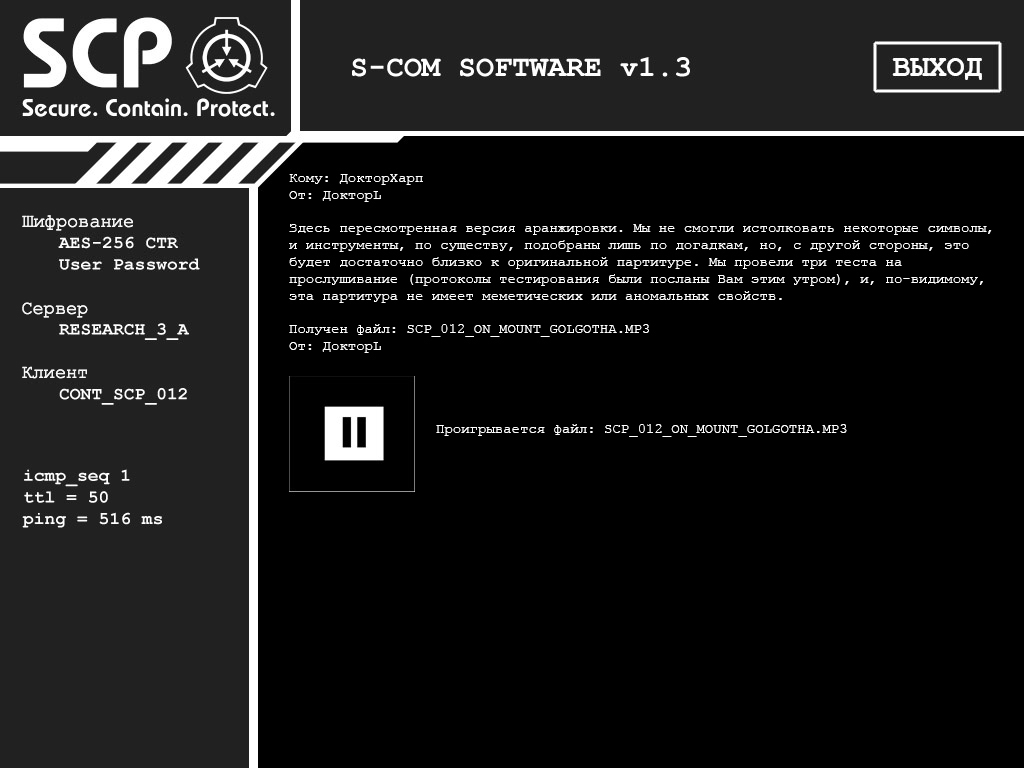 SCP
Secure. Contain. Protect.
S-COM SOFTWARE v1.3
ВЫХОД
Шифрование
AES-256 CTR
User Password
Сервер
RESEARCH_3_A
Клиент
CONT_SCP_012
icmp_seq 1
ttl = 50
ping = 516 ms
Кому: ДокторХарп
От: ДокторL
Здесь пересмотренная версия аранжировки. Мы не смогли истолковать некоторые символы,
и инструменты, по существу, подобраны лишь по догадкам, но, с другой стороны, это
будет достаточно близко к оригинальной партитуре. Мы провели три теста на
прослушивание (протоколы тестирования были посланы Вам этим утром), и, по-видимому,
эта партитура не имеет меметических или аномальных свойств.
Получен файл: SCP_012_ON_MOUNT_GOLGOTHA.MP3
От: ДокторL
Проигрывается файл: SCP_012_ON_MOUNT_GOLGOTHA.MP3